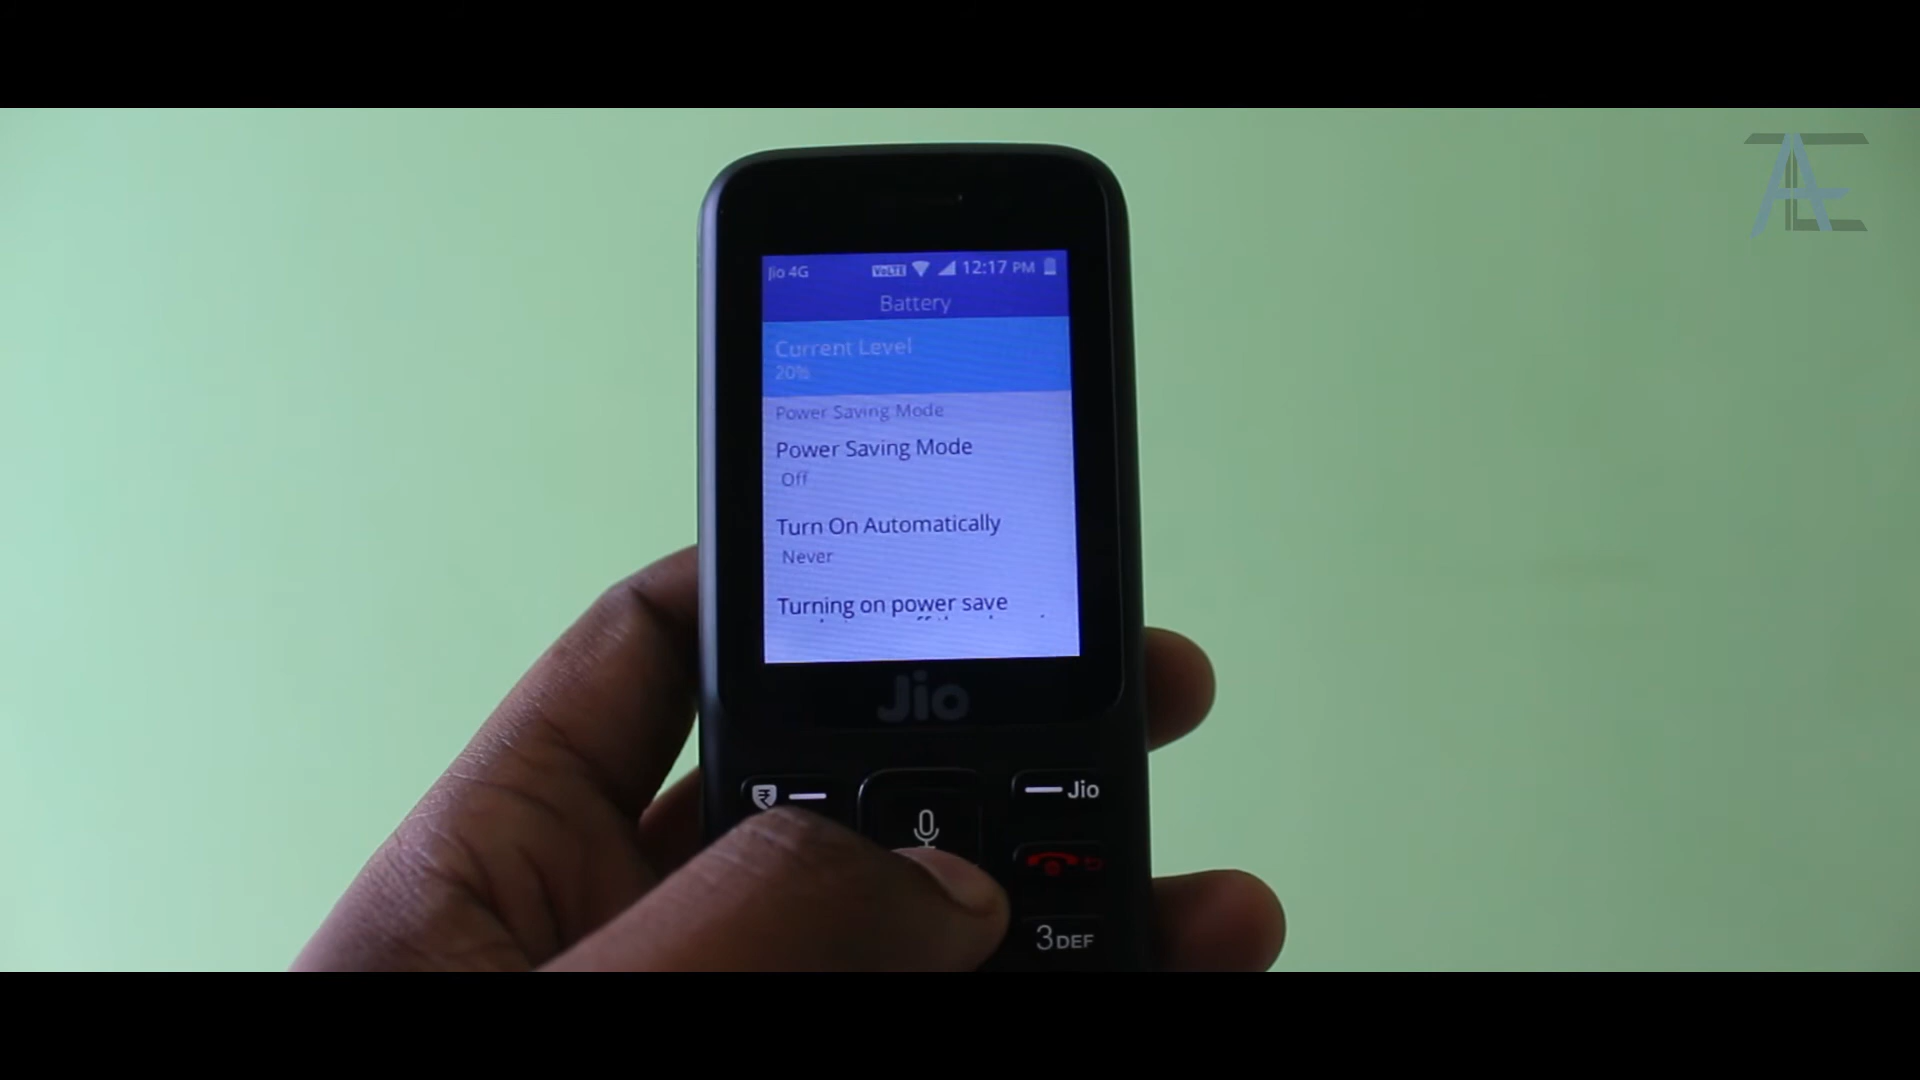 Jio 4G VoLTE 12:17 PM
Battery
Current Level
20%
Power Saving Mode
Power Saving Mode
Off
Turn On Automatically
Never
Turning on power save
Jio
Jio
3DEF